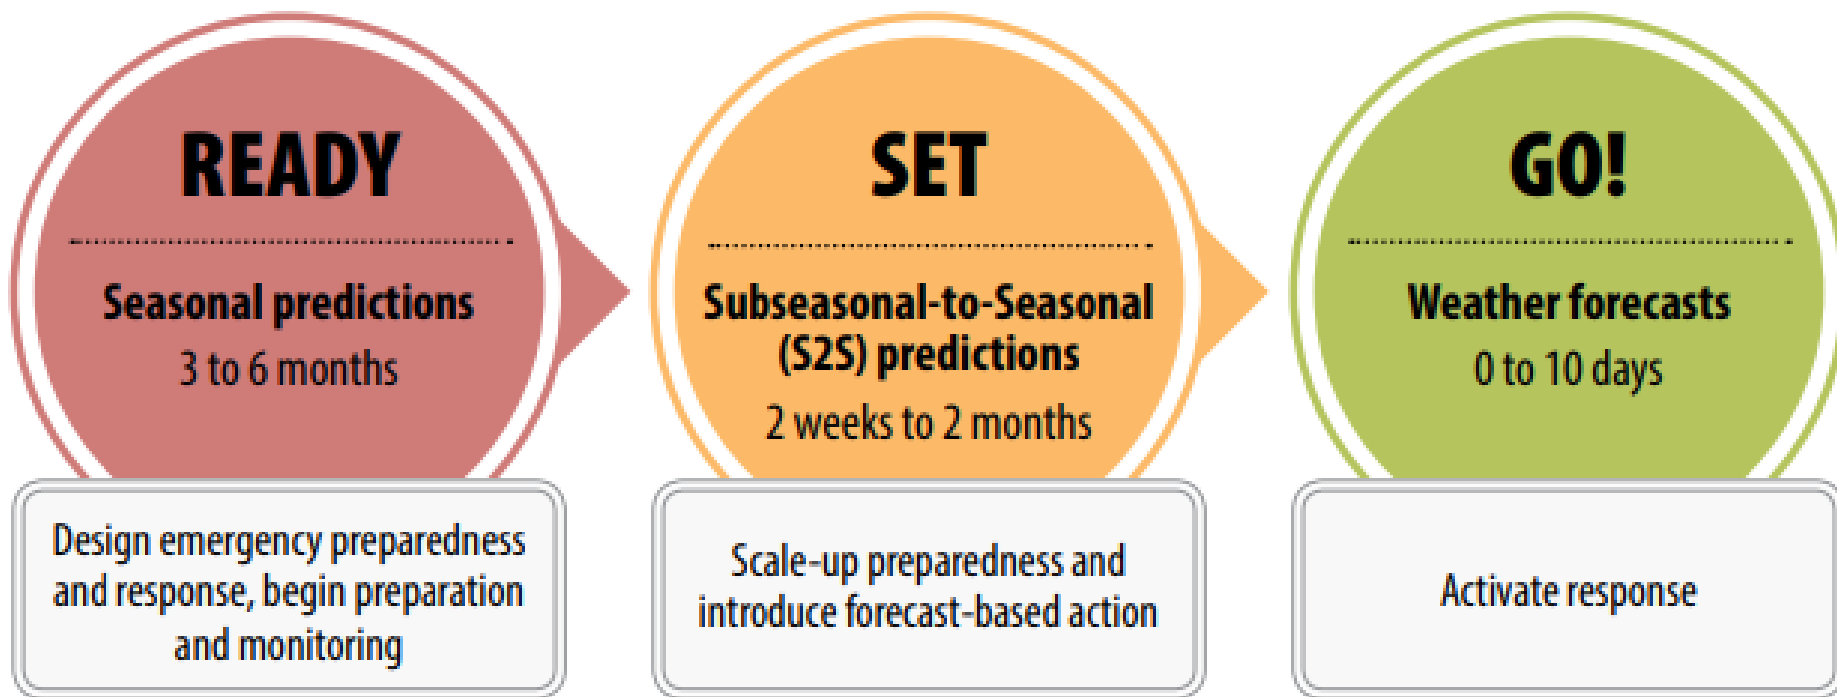 READY
Seasonal predictions
3 to 6 months
Design emergency preparedness
and response, begin preparation
and monitoring
SET
Subseasonal-to-Seasonal
(S2S) predictions
2 weeks to 2 months
Scale-up preparedness and
introduce forecast-based action
GO!
Weather forecasts
0 to 10 days
Activate response